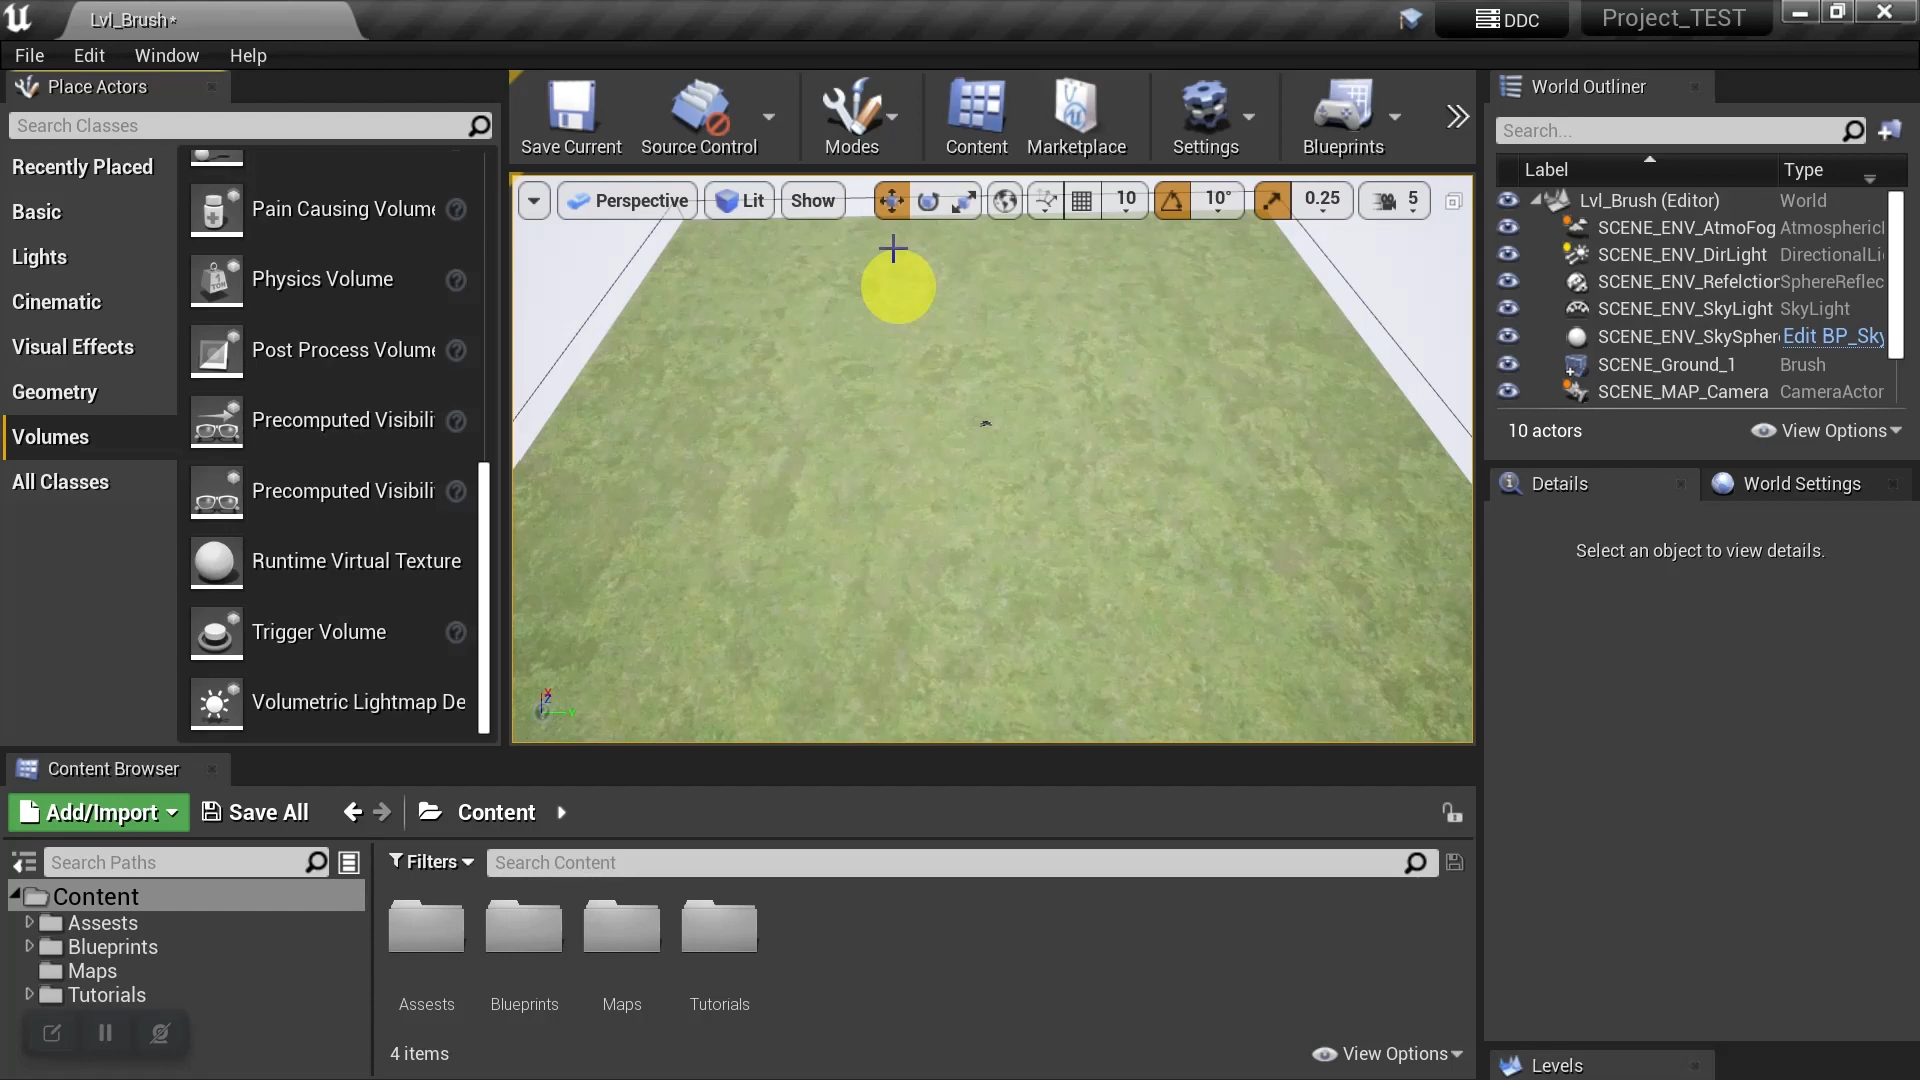 Lvl_Brush*
DDC
Project_TEST
File Edit Window Help
Place Actors
Search Classes
Recently Placed
Basic
Lights
Cinematic
Visual Effects
Geometry
Volumes
All Classes
Pain Causing Volume
Physics Volume
Post Process Volume
Precomputed Visibili
Precomputed Visibili
Runtime Virtual Texture
Trigger Volume
Volumetric Lightmap De
Save Current
Source Control
Modes
Content
Marketplace
Settings
Blueprints
Perspective Lit Show 10 10° 0.25 5
X
Z
Y
World Outliner
Search...
Label Type
Lvl_Brush (Editor) World
SCENE_ENV_AtmoFog Atmospheric
SCENE_ENV_DirLight DirectionalLi
SCENE_ENV_Refelction SphereReflec
SCENE_ENV_SkyLight SkyLight
SCENE_ENV_SkySpher Edit BP_Sky
SCENE_Ground_1 Brush
SCENE_MAP_Camera CameraActor
10 actors
View Options
Details
World Settings
Select an object to view details.
Content Browser
Add/Import Save All Content
Search Paths
Filters Search Content
Content
Assests
Blueprints
Maps
Tutorials
Assests Blueprints Maps Tutorials
4 items
View Options
Levels